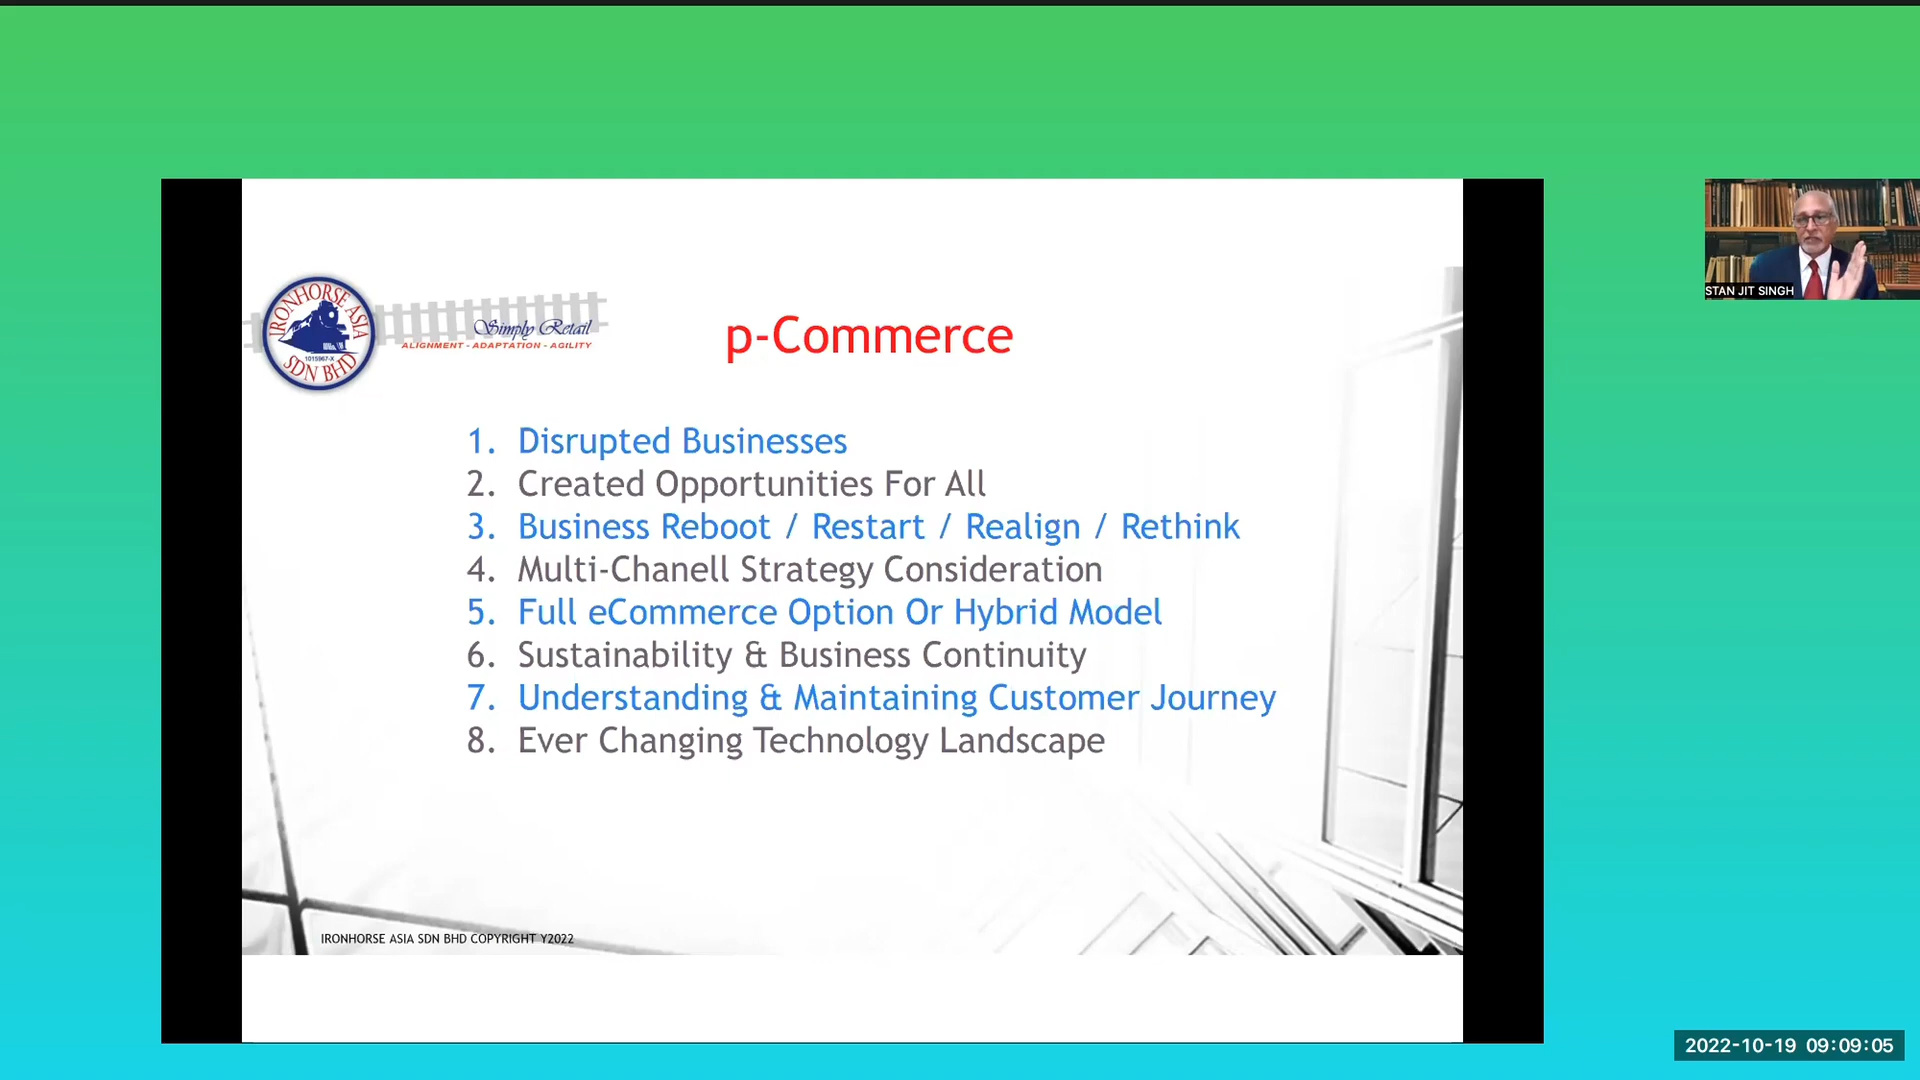 IRONHORSE ASIA
1015967-X
SDN BHD
Simply Retail
ALIGNMENT - ADAPTATION - AGILITY
p-Commerce
1. Disrupted Businesses
2. Created Opportunities For All
3. Business Reboot / Restart / Realign / Rethink
4. Multi-Chanell Strategy Consideration
5. Full eCommerce Option Or Hybrid Model
6. Sustainability & Business Continuity
7. Understanding & Maintaining Customer Journey
8. Ever Changing Technology Landscape
IRONHORSE ASIA SDN BHD COPYRIGHT Y2022
STAN JIT SINGH
2022-10-19 09:09:05